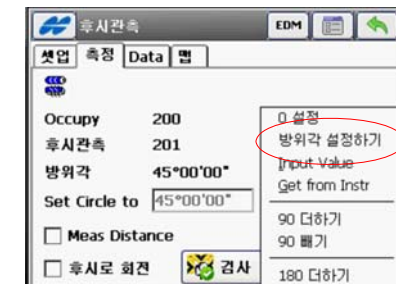 후시관측 EDM
셋업 측정 Data 맵
Occupy 200
후시관측 201
방위각 45°00'00"
Set Circle to 45°00'00"
Meas Distance
후시로 회전 검사
0 설정
방위각 설정하기
Input Value
Get from Instr
90 더하기
90 빼기
180 더하기